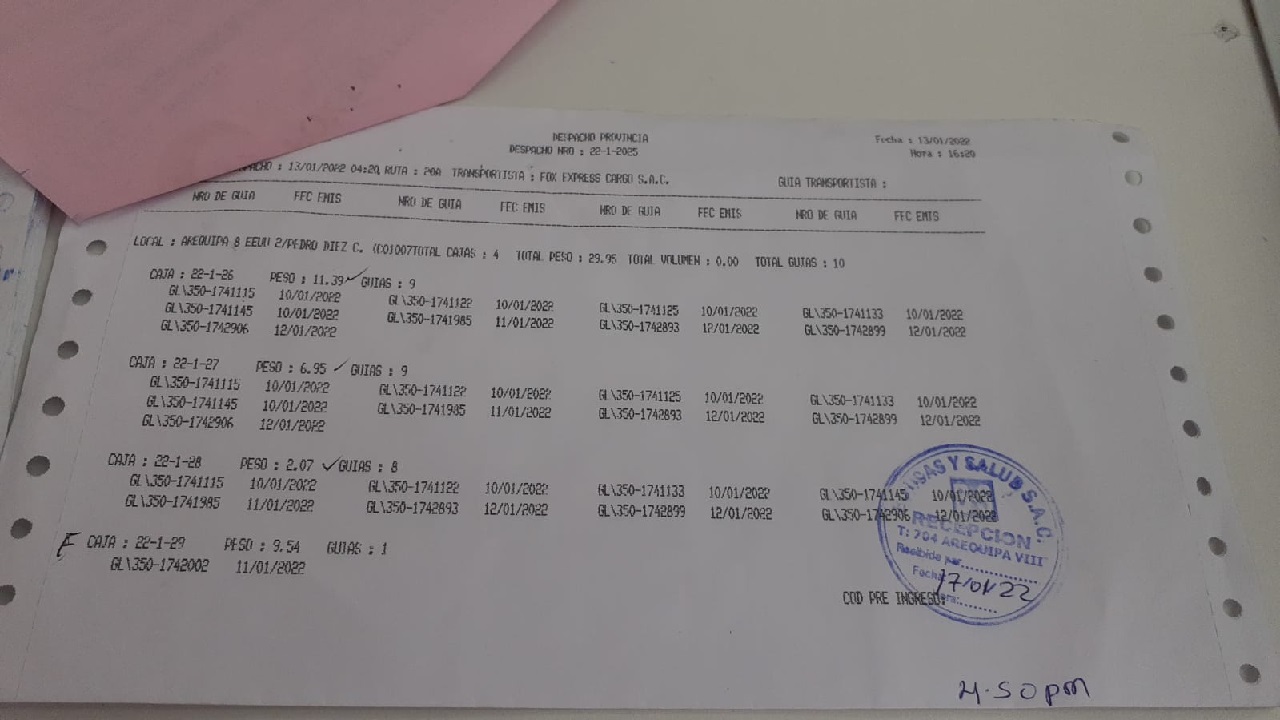 DESPACHO PROVINCIA
DESPACHO NRO : 22-1-2025
Fecha : 13/01/2022
Hora : 16:29
: 13/01/2022 04:20 RUTA : 20A TRANSPORTISTA : FOX EXPRESS CARGO S.A.C. GUIA TRANSPORTISTA :
NRO DE GUIA FEC EMIS NRO DE GUIA FEC EMIS NRO DE GUIA FEC EMIS NRO DE GUIA FEC EMIS
LOCAL : AREQUIPA 8 EEUU 2/PEDRO DIEZ C. (CO)007TOTAL CAJAS : 4 TOTAL PESO : 29.95 TOTAL VOLUMEN : 0.00 TOTAL GUIAS : 10
CAJA : 22-1-26 PESO : 11.39 GUIAS : 9
GL\350-1741115 10/01/2022 GL\350-1741122 10/01/2022 GL\350-1741125 10/01/2022 GL\350-1741133 10/01/2022
GL\350-1741145 10/01/2022 GL\350-1741985 11/01/2022 GL\350-1742893 12/01/2022 GL\350-1742899 12/01/2022
GL\350-1742906 12/01/2022
CAJA : 22-1-27 PESO : 6.95 GUIAS : 9
GL\350-1741115 10/01/2022 GL\350-1741122 10/01/2022 GL\350-1741125 10/01/2022 GL\350-1741133 10/01/2022
GL\350-1741145 10/01/2022 GL\350-1741985 11/01/2022 GL\350-1742893 12/01/2022 GL\350-1742899 12/01/2022
GL\350-1742906 12/01/2022
CAJA : 22-1-28 PESO : 2.07 GUIAS : 8
GL\350-1741115 10/01/2022 GL\350-1741122 10/01/2022 GL\350-1741133 10/01/2022 GL\350-1741145 10/01/2022
GL\350-1741985 11/01/2022 GL\350-1742893 12/01/2022 GL\350-1742899 12/01/2022 GL\350-1742906 12/01/2022
F CAJA : 22-1-29 PESO : 9.54 GUIAS : 1
GL\350-1742002 11/01/2022
Y SALUD S.A.C.
RECEPCION
T: 704 AREQUIPA VIII
Recibido por
Fecha 17/01/22
COD PRE INGRESO:
4.50pm